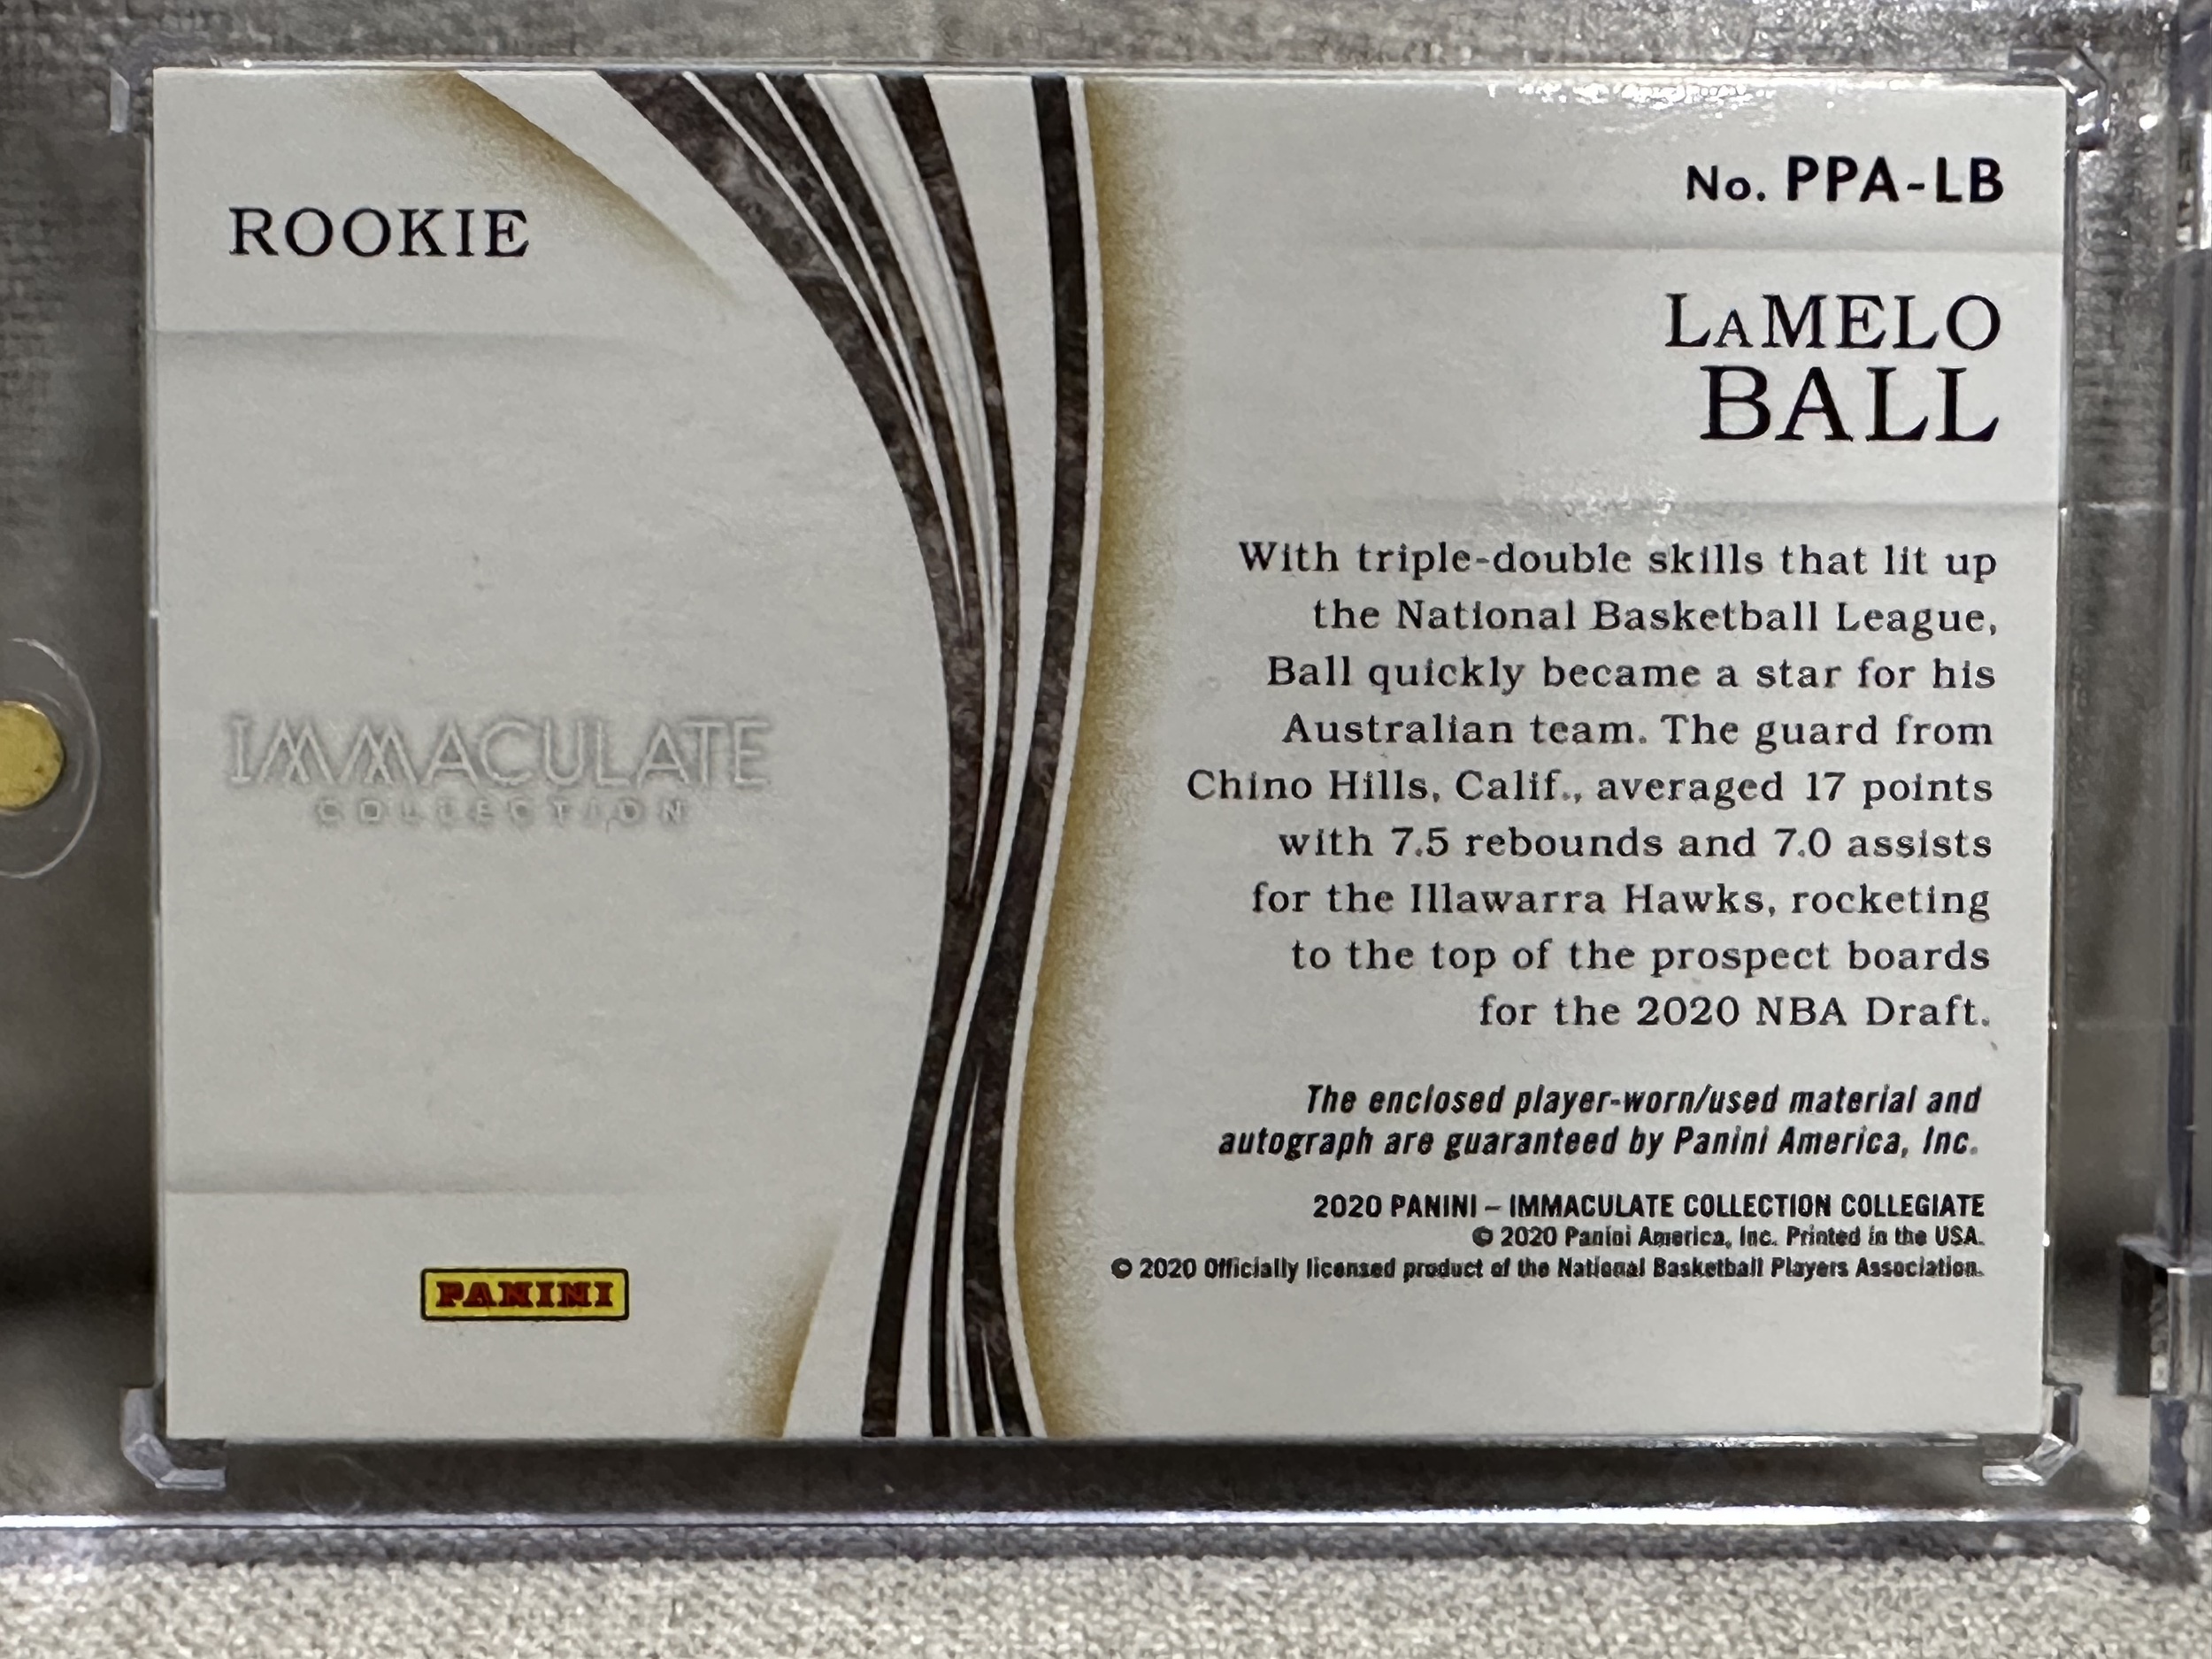 ROOKIE
IMMACULATE
COLLECTION
PANINI
No. PPA-LB
LaMELO
BALL
With triple-double skills that lit up
the National Basketball League,
Ball quickly became a star for his
Australian team. The guard from
Chino Hills, Calif., averaged 17 points
with 7.5 rebounds and 7.0 assists
for the Illawarra Hawks, rocketing
to the top of the prospect boards
for the 2020 NBA Draft.
The enclosed player-worn/used material and
autograph are guaranteed by Panini America, Inc.
2020 PANINI – IMMACULATE COLLECTION COLLEGIATE
© 2020 Panini America, Inc. Printed in the USA.
© 2020 Officially licensed product of the National Basketball Players Association.